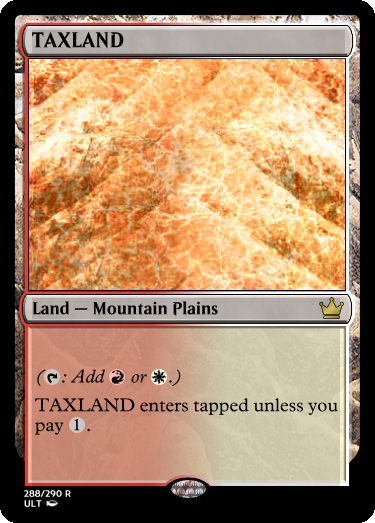 TAXLAND
Land — Mountain Plains
(: Add or .)
TAXLAND enters tapped unless you
pay 1.
288/290 R
ULT